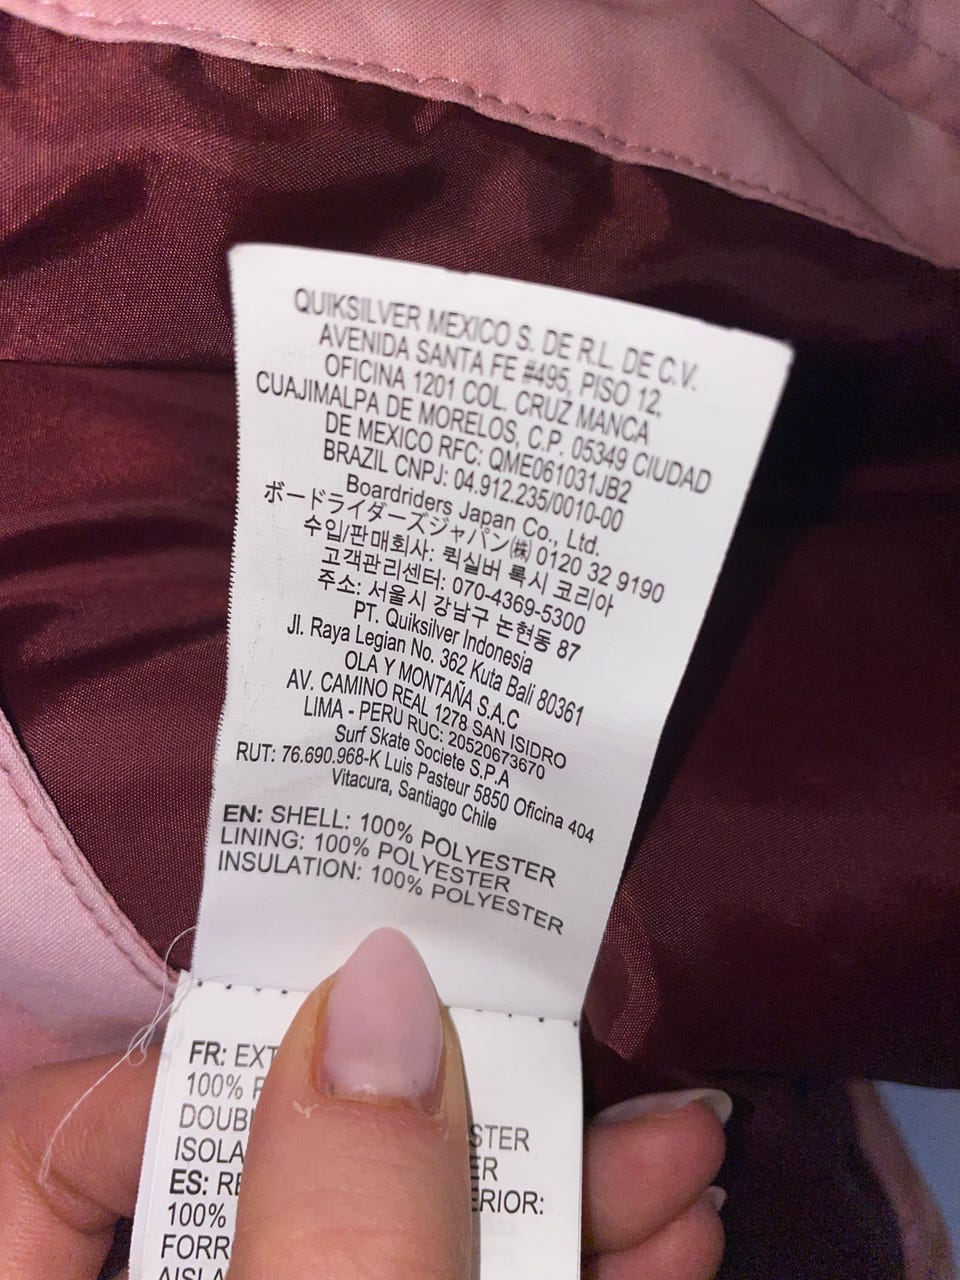 QUIKSILVER MEXICO S. DE R.L. DE C.V.
AVENIDA SANTA FE #495, PISO 12,
OFICINA 1201 COL. CRUZ MANCA
CUAJIMALPA DE MORELOS, C.P. 05349 CIUDAD
DE MEXICO RFC: QME061031JB2
BRAZIL CNPJ: 04.912.235/0010-00
Boardriders Japan Co., Ltd.
ボードライダーズジャパン㈱ 0120 32 9190
수입/판매회사: 퀵실버 록시 코리아
고객관리센터: 070-4369-5300
주소: 서울시 강남구 논현동 87
PT. Quiksilver Indonesia
Jl. Raya Legian No. 362 Kuta Bali 80361
OLA Y MONTAÑA S.A.C
AV. CAMINO REAL 1278 SAN ISIDRO
LIMA - PERU RUC: 20520673670
Surf Skate Societe S.P.A
RUT: 76.690.968-K Luis Pasteur 5850 Oficina 404
Vitacura, Santiago Chile
EN: SHELL: 100% POLYESTER
LINING: 100% POLYESTER
INSULATION: 100% POLYESTER
FR: EXT
100% P
DOUBL STER
ISOLA ER
ES: RE ERIOR:
100%
FORR
AISLA